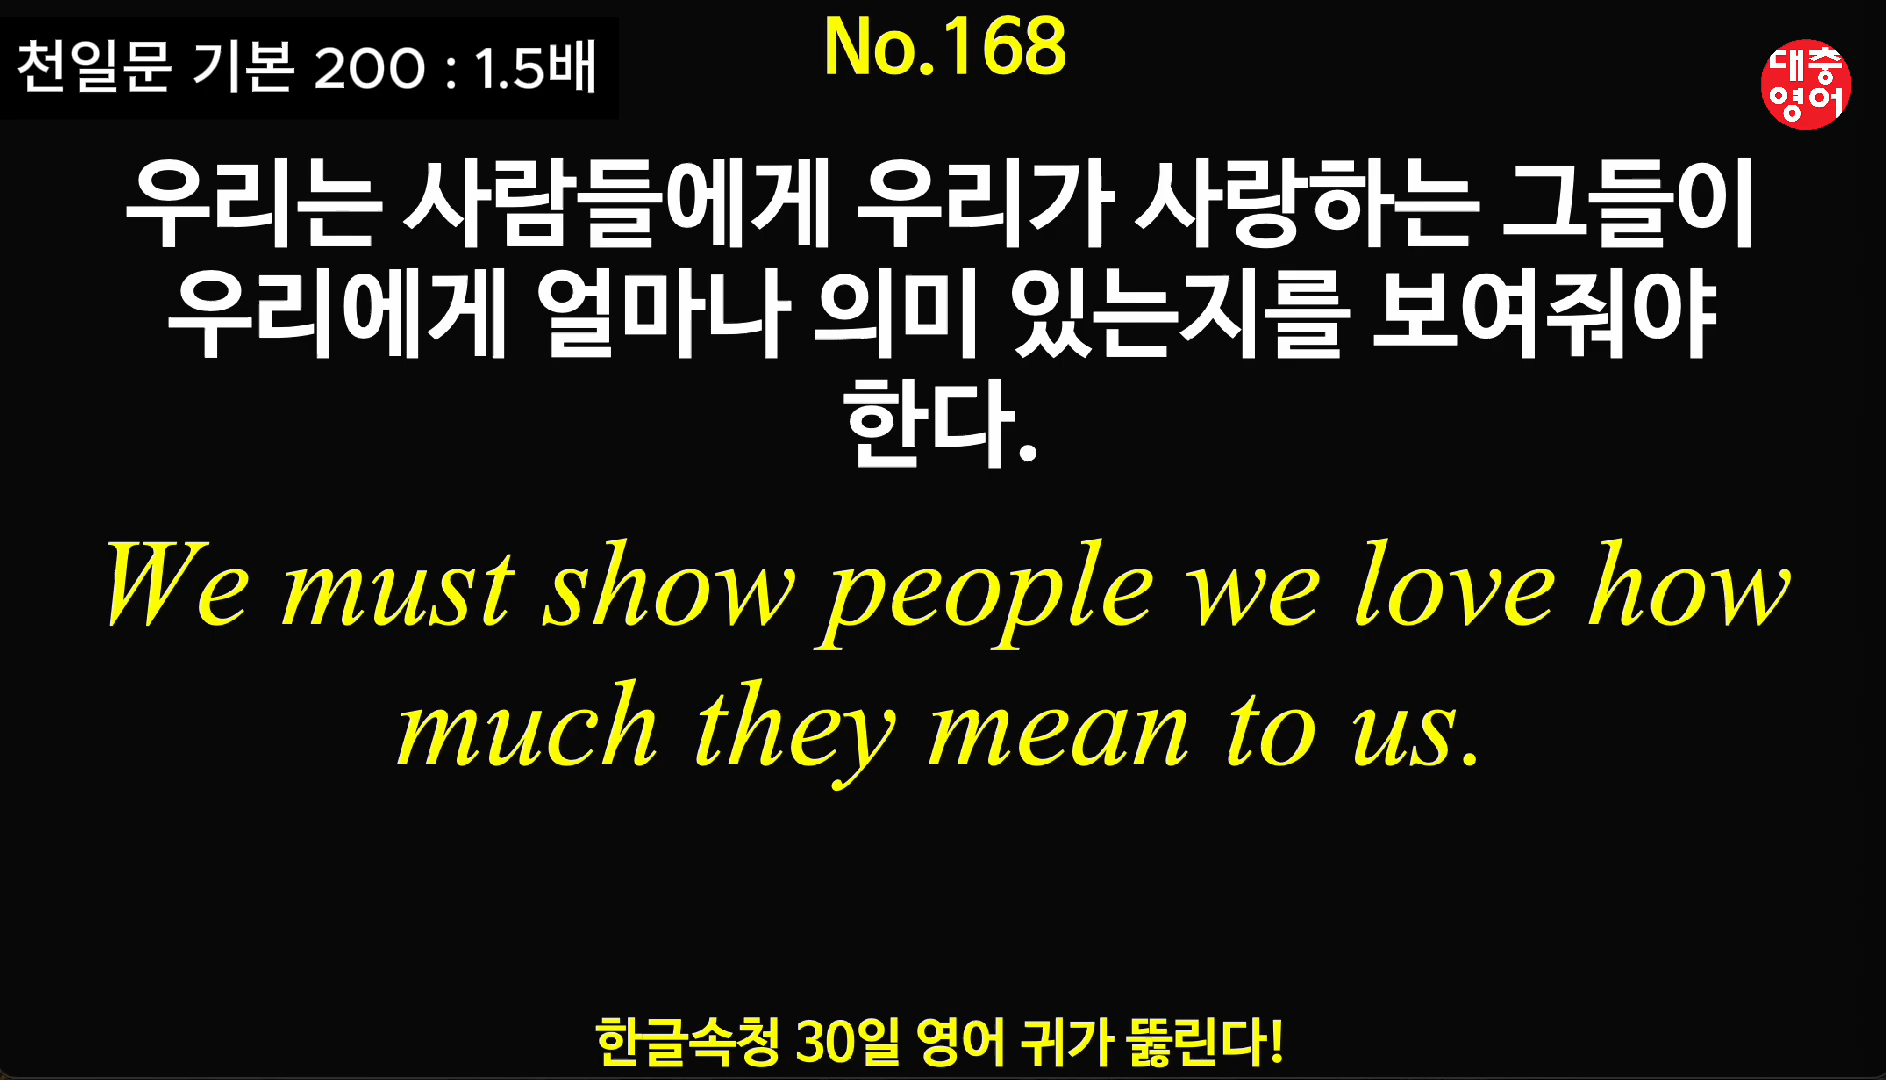 천일문 기본 200 : 1.5배
No.168
대중
영어
우리는 사람들에게 우리가 사랑하는 그들이
우리에게 얼마나 의미 있는지를 보여줘야
한다.
We must show people we love how
much they mean to us.
한글속청 30일 영어 귀가 뚫린다!